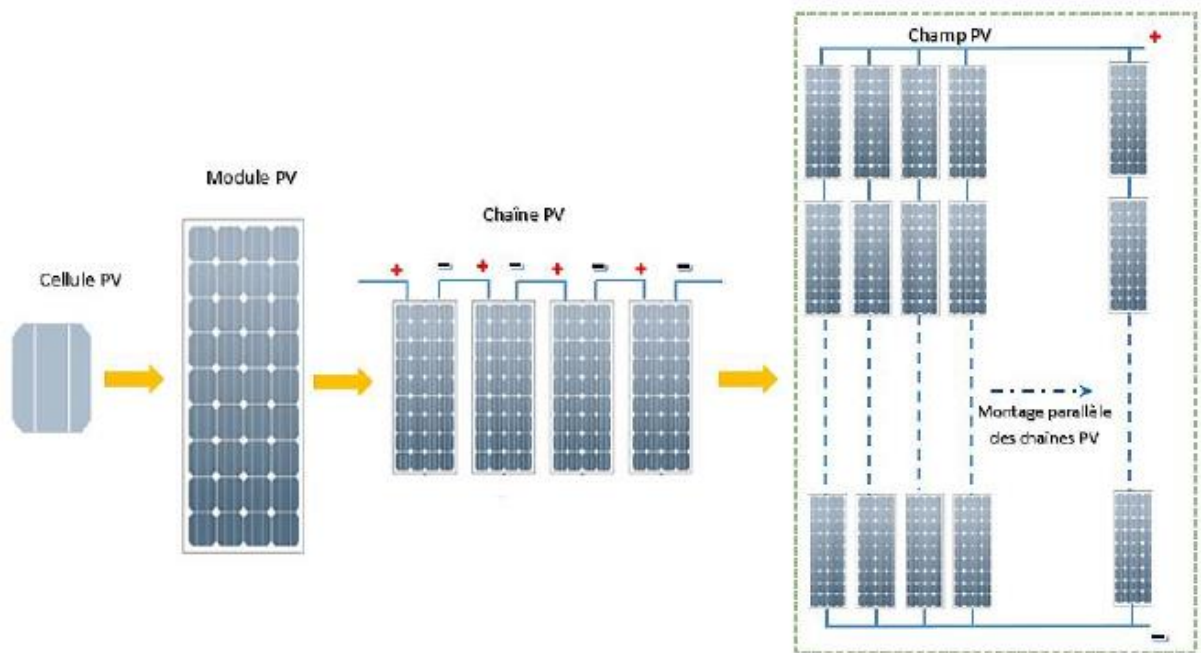 Cellule PV
Module PV
Chaîne PV
+ - + - + - + -
Champ PV
+
Montage parallèle
des chaînes PV
-